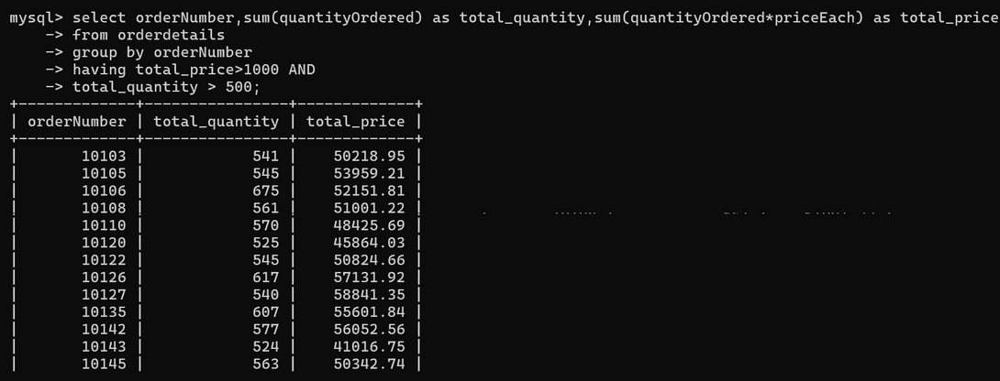 mysql> select orderNumber,sum(quantityOrdered) as total_quantity,sum(quantityOrdered*priceEach) as total_price
-> from orderdetails
-> group by orderNumber
-> having total_price>1000 AND
-> total_quantity > 500;
+-------------+----------------+-------------+
| orderNumber | total_quantity | total_price |
+-------------+----------------+-------------+
| 10103 | 541 | 50218.95 |
| 10105 | 545 | 53959.21 |
| 10106 | 675 | 52151.81 |
| 10108 | 561 | 51001.22 |
| 10110 | 570 | 48425.69 |
| 10120 | 525 | 45864.03 |
| 10122 | 545 | 50824.66 |
| 10126 | 617 | 57131.92 |
| 10127 | 540 | 58841.35 |
| 10135 | 607 | 55601.84 |
| 10142 | 577 | 56052.56 |
| 10143 | 524 | 41016.75 |
| 10145 | 563 | 50342.74 |